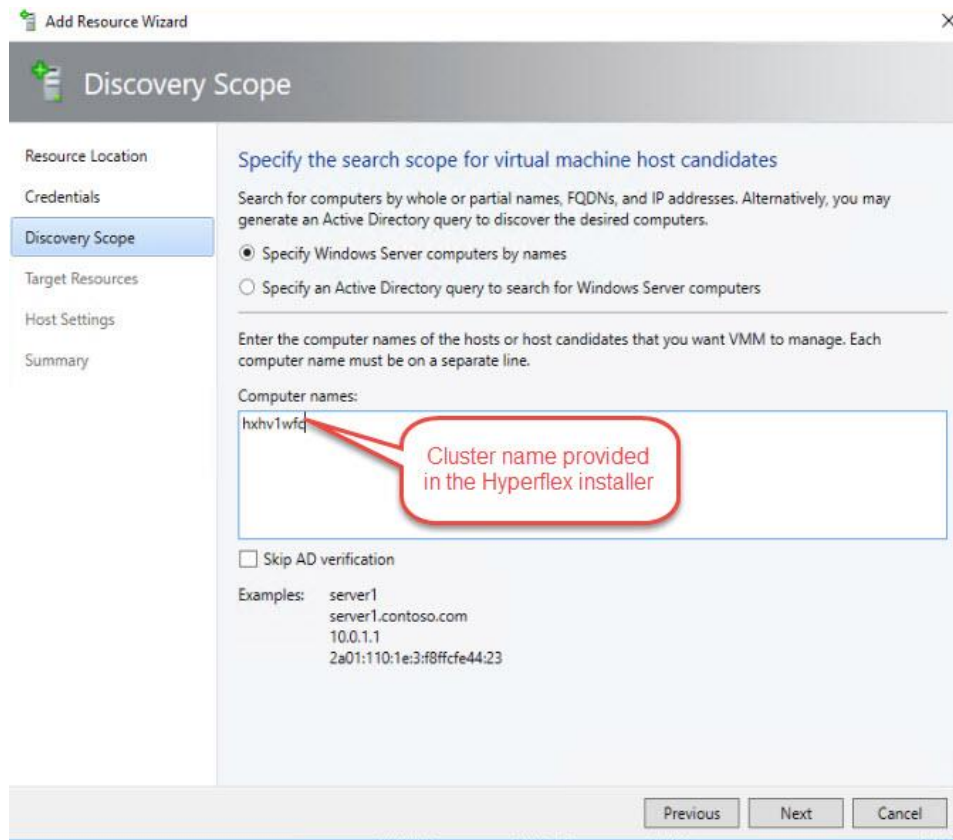 Add Resource Wizard
Discovery Scope
Resource Location
Credentials
Discovery Scope
Target Resources
Host Settings
Summary
Specify the search scope for virtual machine host candidates
Search for computers by whole or partial names, FQDNs, and IP addresses. Alternatively, you may
generate an Active Directory query to discover the desired computers.
Specify Windows Server computers by names
Specify an Active Directory query to search for Windows Server computers
Enter the computer names of the hosts or host candidates that you want VMM to manage. Each
computer name must be on a separate line.
Computer names:
hxhv1wfc
Cluster name provided
in the Hyperflex installer
Skip AD verification
Examples: server1
server1.contoso.com
10.0.1.1
2a01:110:1e:3:f8ffcfe44:23
Previous Next Cancel